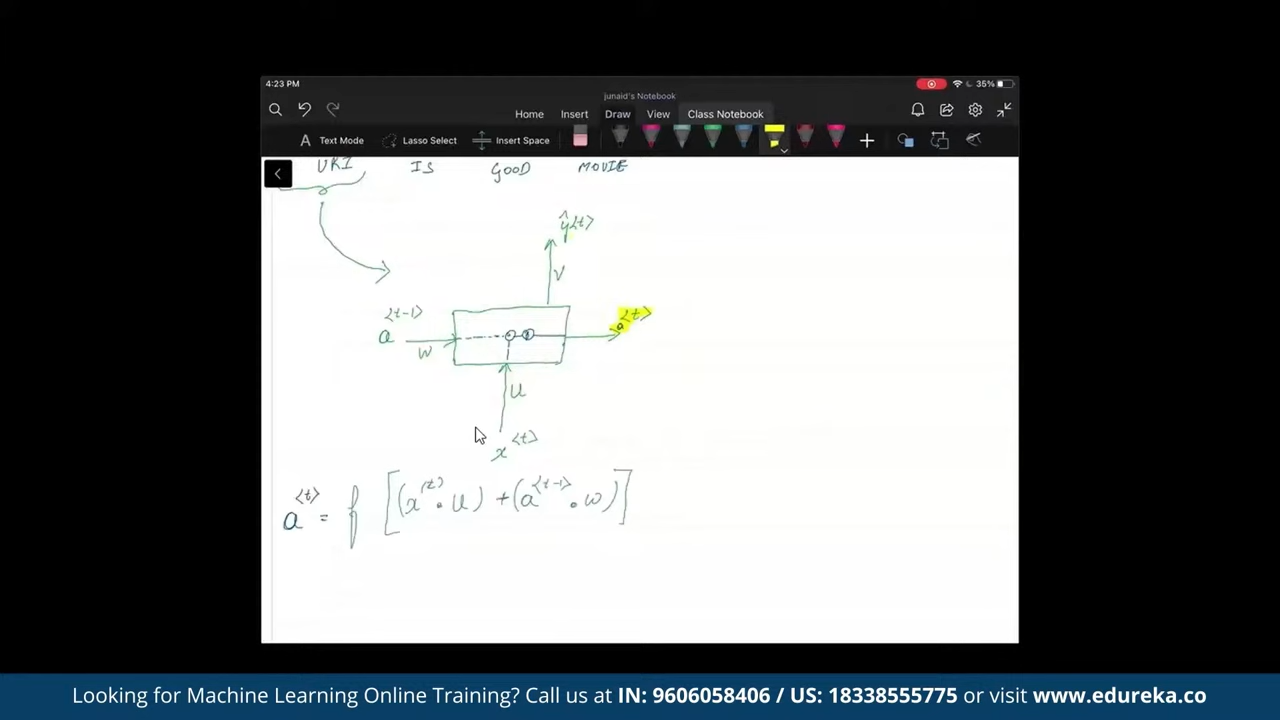 4:23 PM
35%
junaid's Notebook
Home Insert Draw View Class Notebook
Text Mode Lasso Select Insert Space
URI IS GOOD MOVIE
ŷ<t>
V
a<t-1>
a<t>
w
U
x<t>
a<t> = f [(x(t) . U) + (a<t-1> . w)]
Looking for Machine Learning Online Training? Call us at IN: 9606058406 / US: 18338555775 or visit www.edureka.co